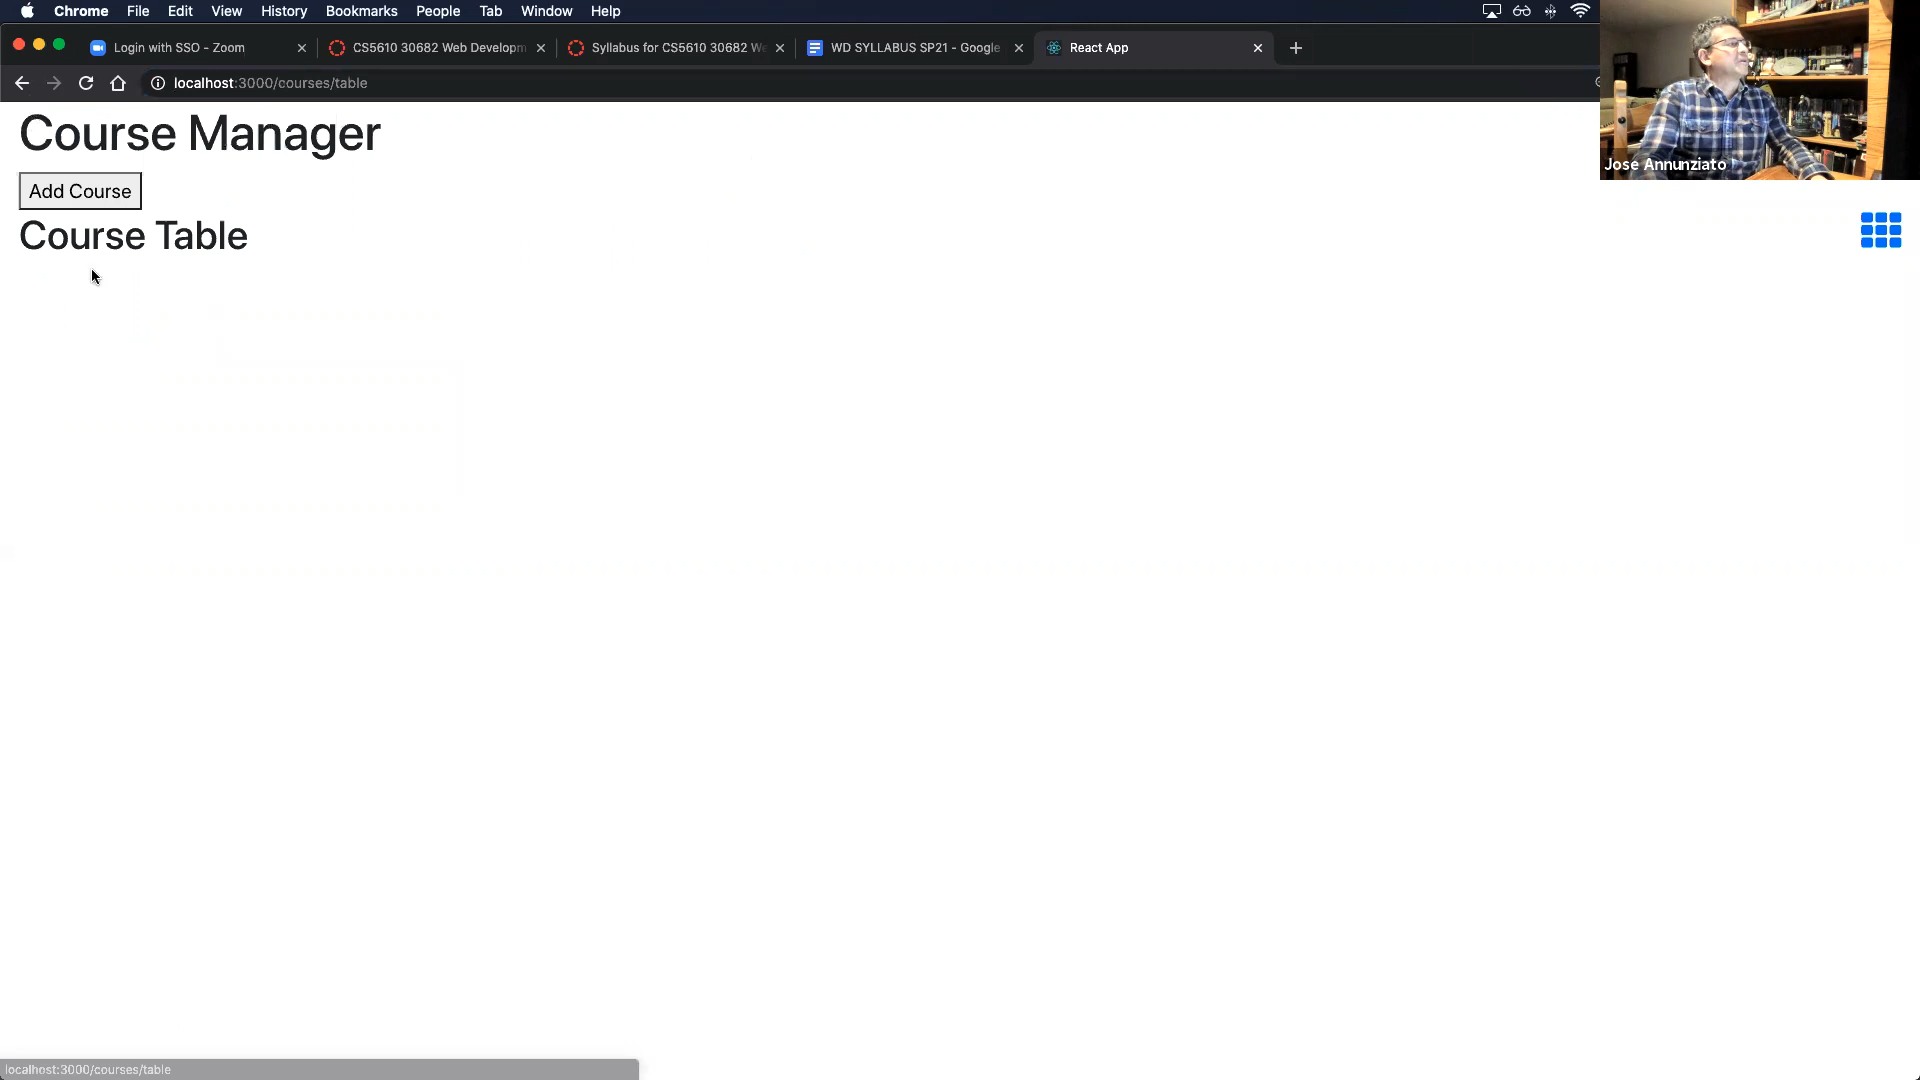 Chrome File Edit View History Bookmarks People Tab Window Help
Login with SSO - Zoom
CS5610 30682 Web Developm
Syllabus for CS5610 30682 We
WD SYLLABUS SP21 - Google
React App
localhost:3000/courses/table
Jose Annunziato
Course Manager
Add Course
Course Table
localhost:3000/courses/table